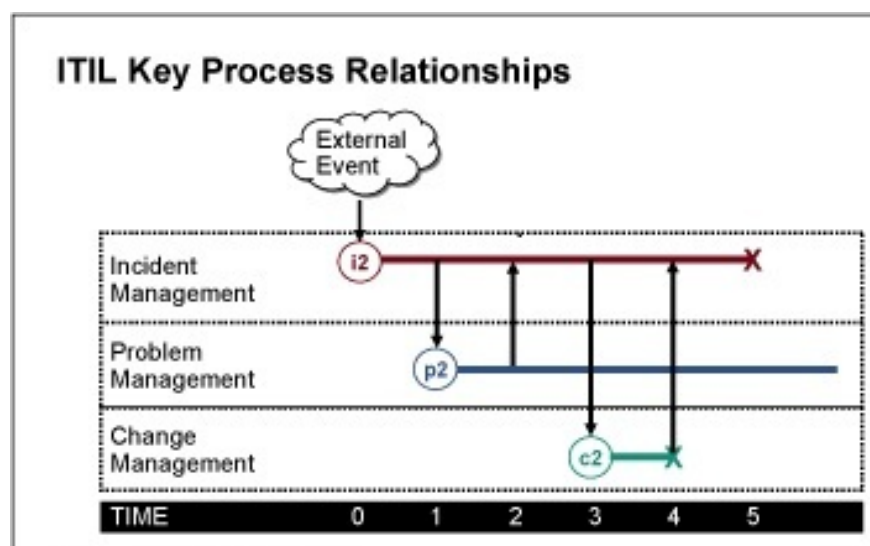 ITIL Key Process Relationships
External
Event
i2
Incident
Management
Problem
Management
p2
Change
Management
c2
X
X
TIME 0 1 2 3 4 5